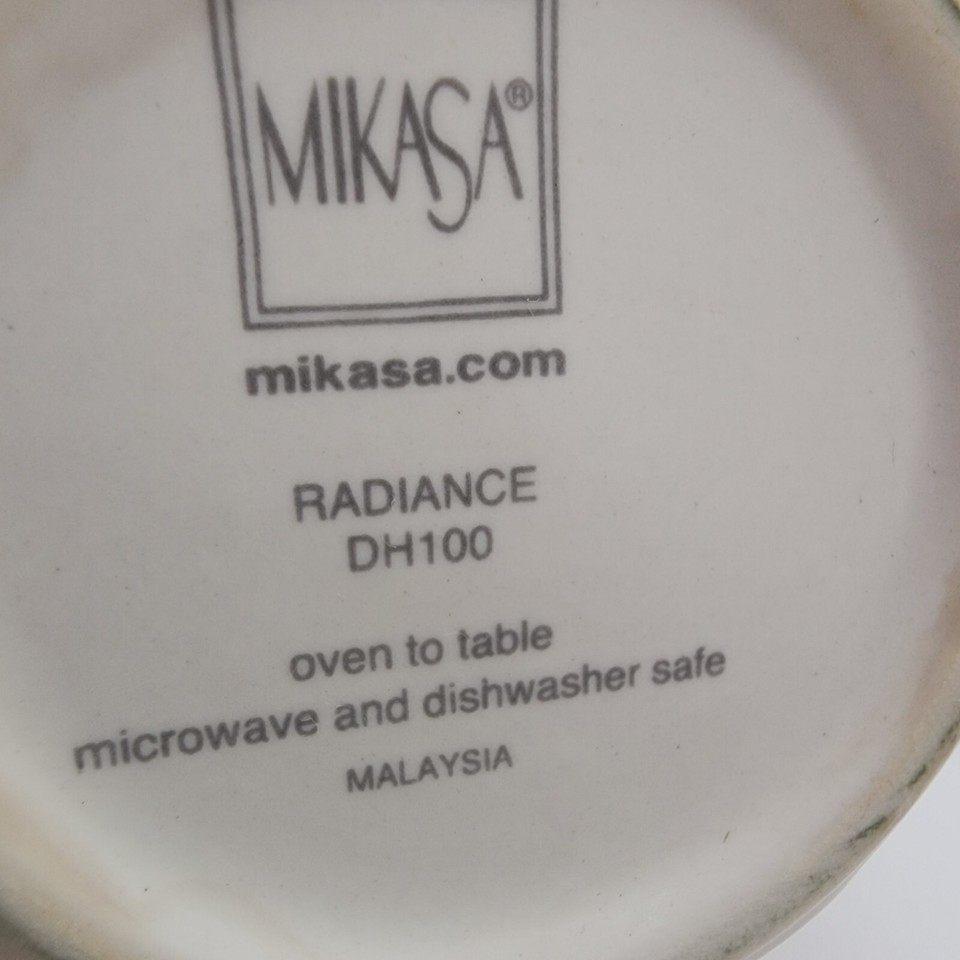 MIKASA®
mikasa.com
RADIANCE
DH100
oven to table
microwave and dishwasher safe
MALAYSIA